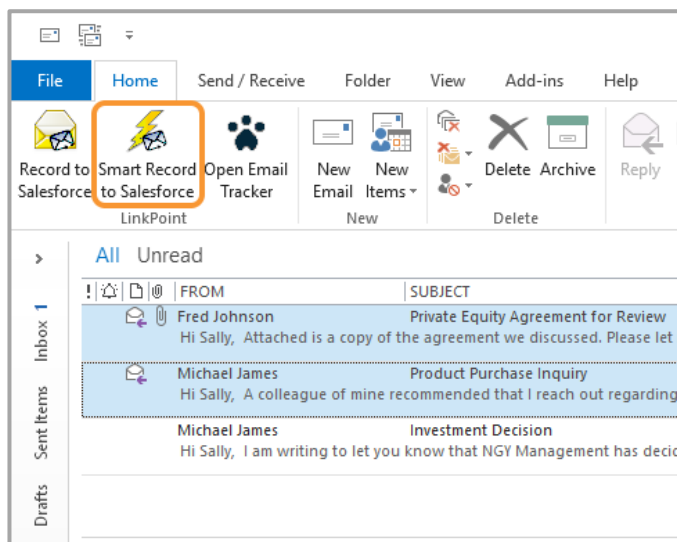 File Home Send / Receive Folder View Add-ins Help
Record to Smart Record Open Email New New Delete Archive Reply
Salesforce to Salesforce Tracker Email Items
LinkPoint New Delete
All Unread
! FROM SUBJECT
Inbox 1
Fred Johnson Private Equity Agreement for Review
Hi Sally, Attached is a copy of the agreement we discussed. Please let
Michael James Product Purchase Inquiry
Hi Sally, A colleague of mine recommended that I reach out regarding
Sent Items
Michael James Investment Decision
Hi Sally, I am writing to let you know that NGY Management has
Drafts